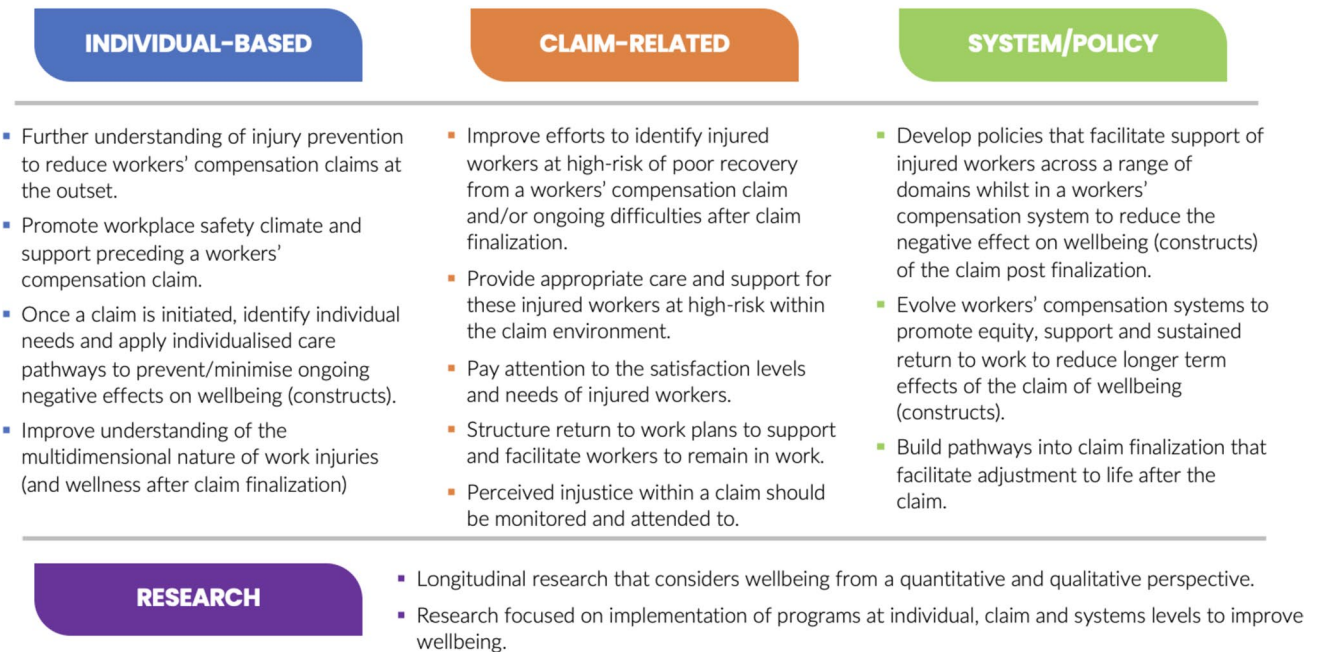 INDIVIDUAL-BASED
Further understanding of injury prevention
to reduce workers' compensation claims at
the outset.
Promote workplace safety climate and
support preceding a workers'
compensation claim.
Once a claim is initiated, identify individual
needs and apply individualised care
pathways to prevent/minimise ongoing
negative effects on wellbeing (constructs).
Improve understanding of the
multidimensional nature of work injuries
(and wellness after claim finalization)
CLAIM-RELATED
Improve efforts to identify injured
workers at high-risk of poor recovery
from a workers' compensation claim
and/or ongoing difficulties after claim
finalization.
Provide appropriate care and support for
these injured workers at high-risk within
the claim environment.
Pay attention to the satisfaction levels
and needs of injured workers.
Structure return to work plans to support
and facilitate workers to remain in work.
Perceived injustice within a claim should
be monitored and attended to.
SYSTEM/POLICY
Develop policies that facilitate support of
injured workers across a range of
domains whilst in a workers'
compensation system to reduce the
negative effect on wellbeing (constructs)
of the claim post finalization.
Evolve workers' compensation systems to
promote equity, support and sustained
return to work to reduce longer term
effects of the claim of wellbeing
(constructs).
Build pathways into claim finalization that
facilitate adjustment to life after the
claim.
RESEARCH
Longitudinal research that considers wellbeing from a quantitative and qualitative perspective.
Research focused on implementation of programs at individual, claim and systems levels to improve
wellbeing.